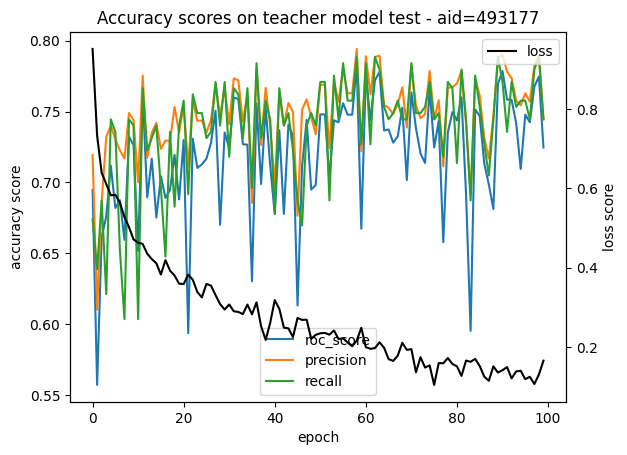 Accuracy scores on teacher model test - aid=493177
0.80
0.75
0.70
0.65
0.60
0.55
accuracy score
0
20
40
60
80
100
epoch
0.8
0.6
0.4
0.2
loss score
loss
roc_score
precision
recall